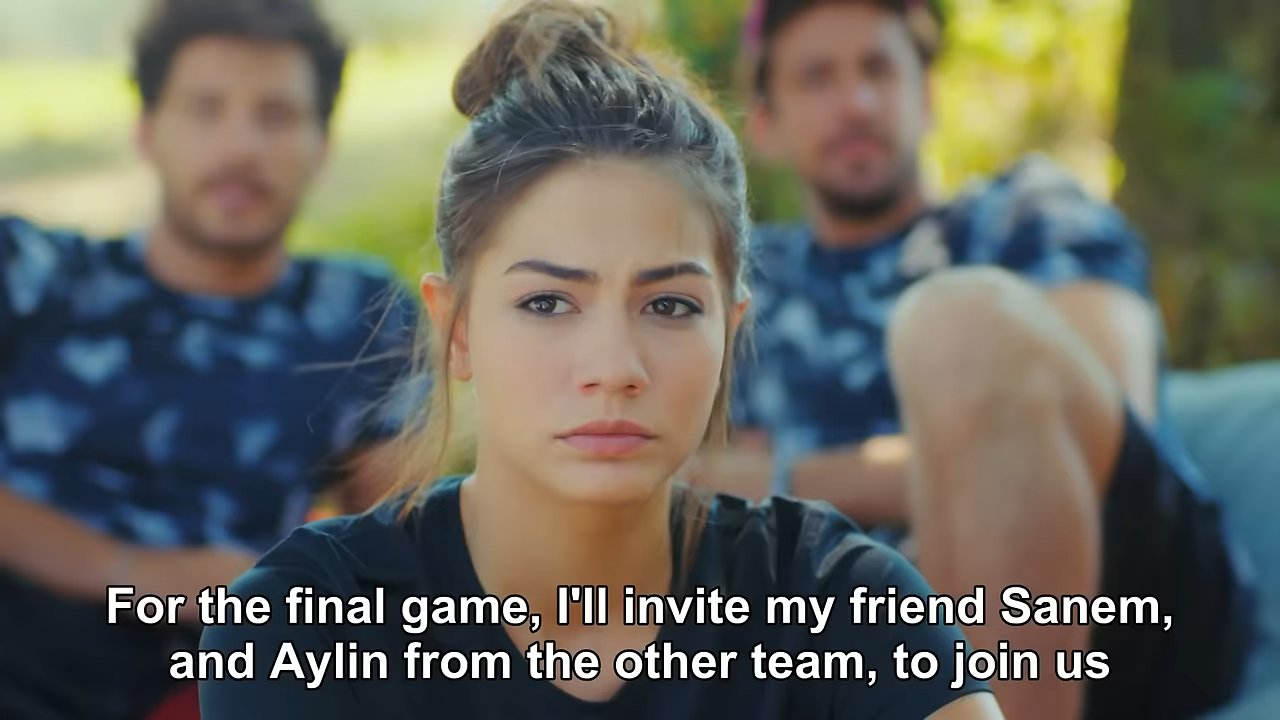 For the final game, I'll invite my friend Sanem,
and Aylin from the other team, to join us